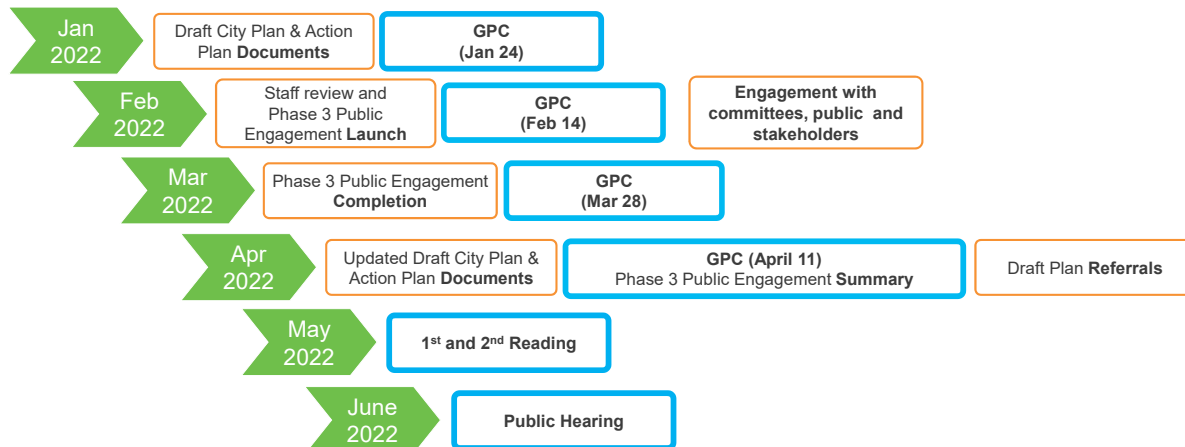 Jan
2022
Draft City Plan & Action
Plan Documents
GPC
(Jan 24)
Feb
2022
Staff review and
Phase 3 Public
Engagement Launch
GPC
(Feb 14)
Engagement with
committees, public and
stakeholders
Mar
2022
Phase 3 Public Engagement
Completion
GPC
(Mar 28)
Apr
2022
Updated Draft City Plan &
Action Plan Documents
GPC (April 11)
Phase 3 Public Engagement Summary
Draft Plan Referrals
May
2022
1st and 2nd Reading
June
2022
Public Hearing